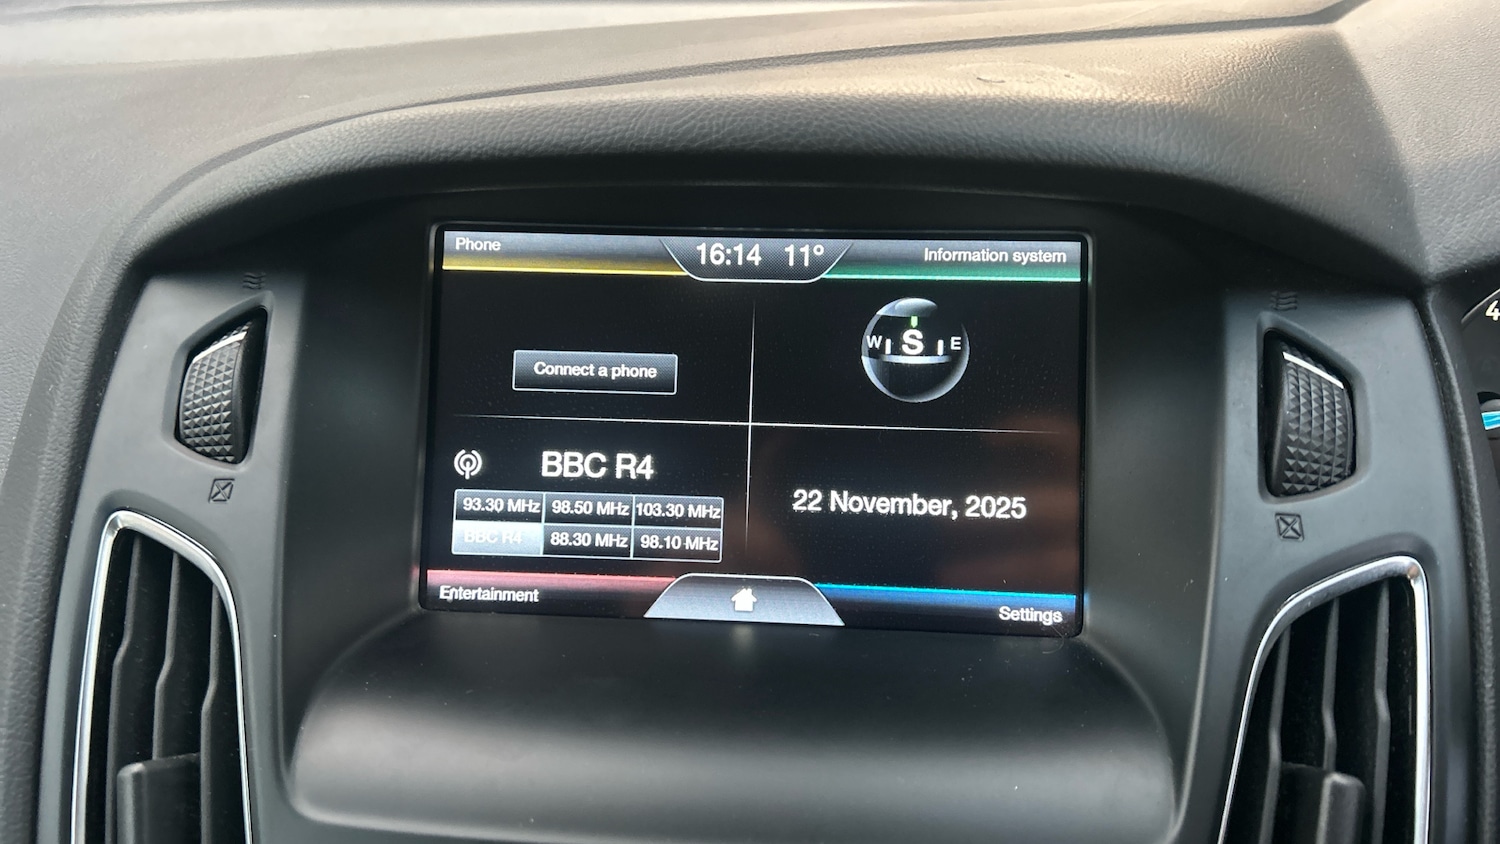 Phone
16:14 11°
Information system
Connect a phone
W S E
BBC R4
93.30 MHz 98.50 MHz 103.30 MHz
BBC R4 88.30 MHz 98.10 MHz
22 November, 2025
Entertainment
Settings
4